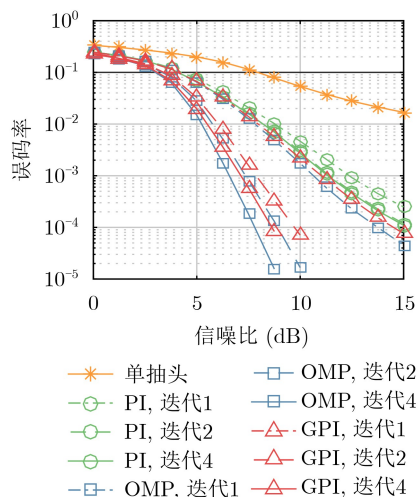 10^0
10^-1
10^-2
10^-3
10^-4
10^-5
误码率
0 5 10 15
信噪比 (dB)
单抽头
PI, 迭代1
PI, 迭代2
PI, 迭代4
OMP, 迭代1
OMP, 迭代2
OMP, 迭代4
GPI, 迭代1
GPI, 迭代2
GPI, 迭代4